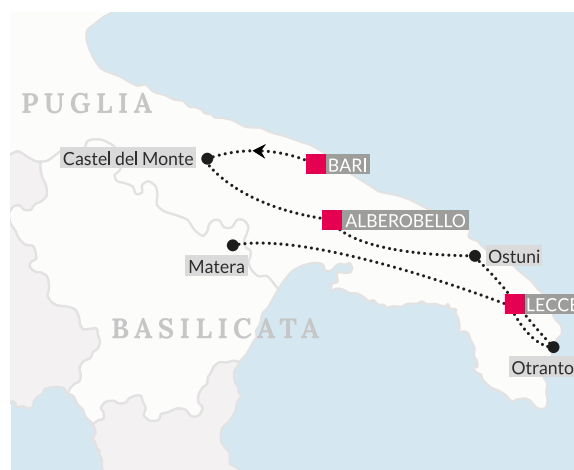 PUGLIA
Castel del Monte
BARI
ALBEROBELLO
Matera
Ostuni
LECCE
BASILICATA
Otranto